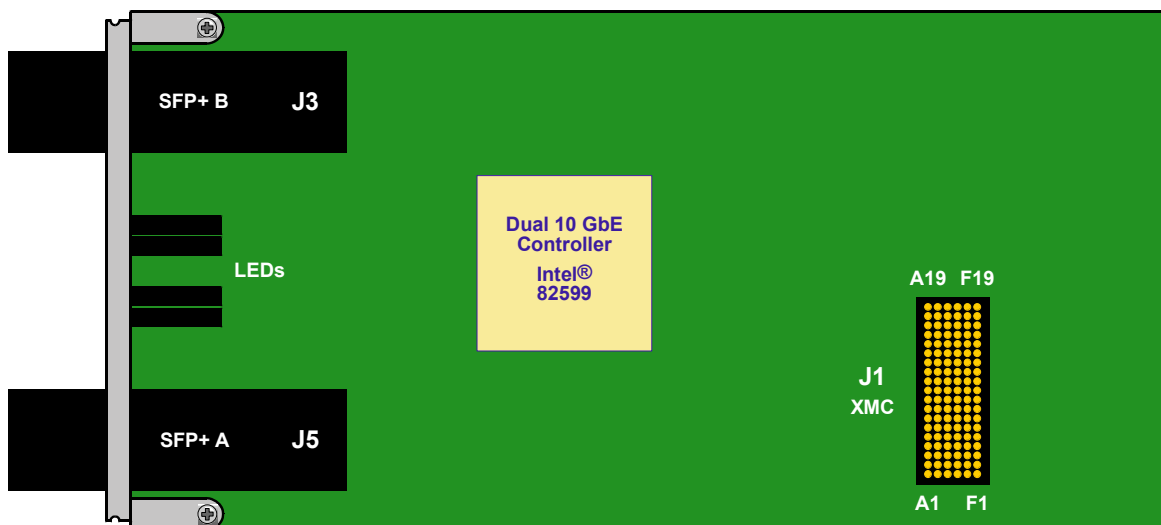 SFP+ B J3
Dual 10 GbE
Controller
Intel®
82599
LEDs
A19 F19
J1
XMC
SFP+ A J5
A1 F1